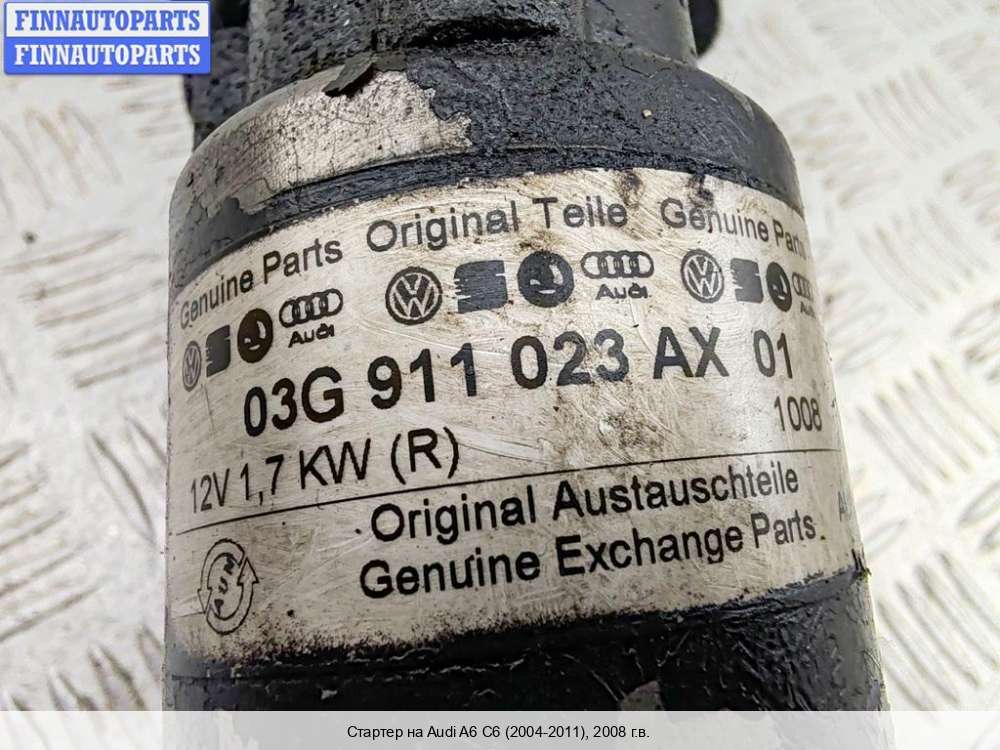 FINNAUTOPARTS
FINNAUTOPARTS
Genuine Parts Original Teile Genuine Parts
Audi Audi
03G 911 023 AX 01
1008
12V 1,7 KW (R)
Original Austauschteile
Genuine Exchange Parts
Стартер на Audi A6 C6 (2004-2011), 2008 г.в.